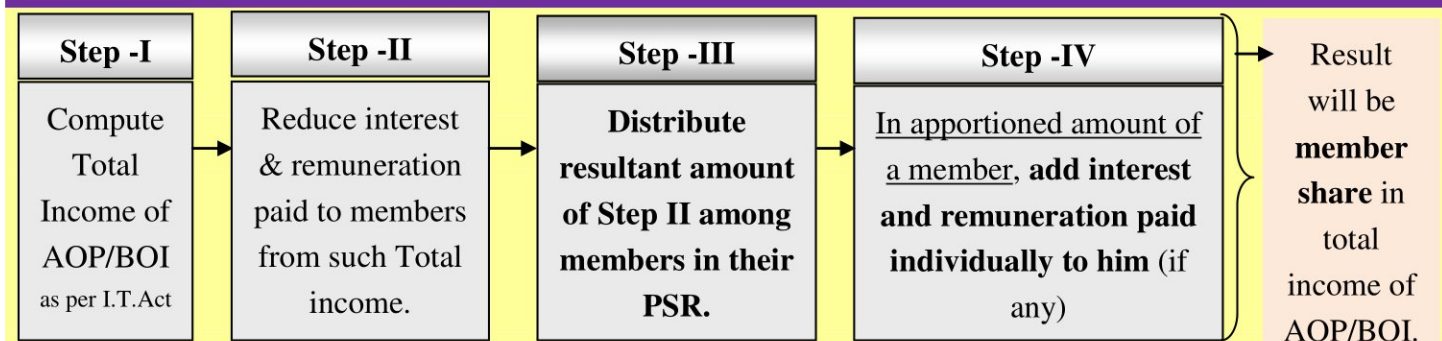 Step -I
Compute
Total
Income of
AOP/BOI
as per I.T.Act
Step -II
Reduce interest
& remuneration
paid to members
from such Total
income.
Step -III
Distribute
resultant amount
of Step II among
members in their
PSR.
Step -IV
In apportioned amount of
a member, add interest
and remuneration paid
individually to him (if
any)
Result
will be
member
share in
total
income of
AOP/BOI.